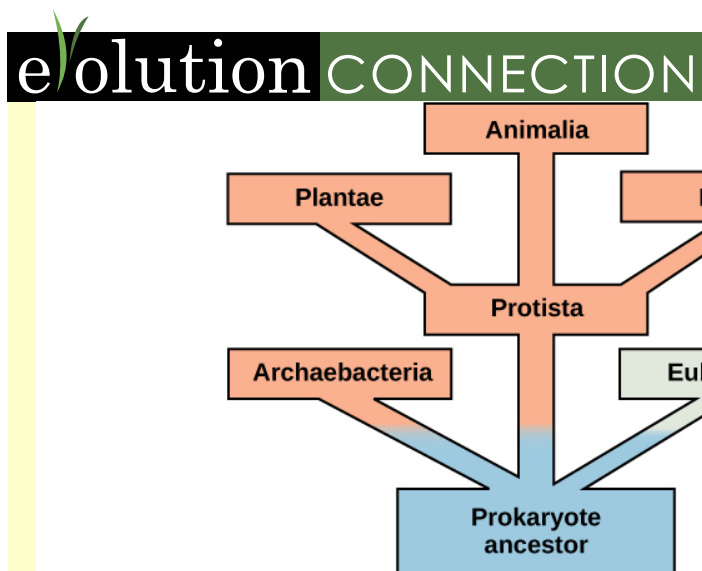 evolution CONNECTION
Animalia
Plantae
Protista
Archaebacteria
Prokaryote
ancestor